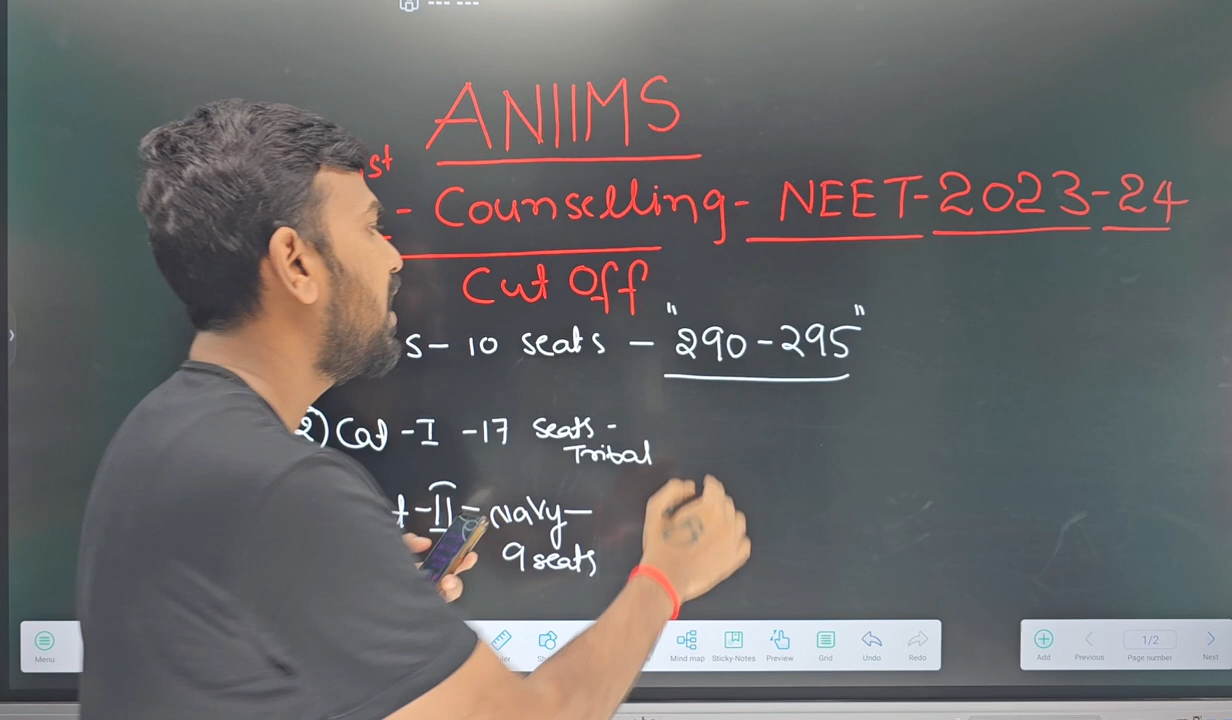 ANIIMS
st
- Counselling - NEET-2023-24
Cut Off
S- 10 seats - "290-295"
2) Cat -I -17 Seats -
Tribal
t -II - Navy-
9 seats
Menu
Mind map Sticky-Notes Preview Grid Undo Redo
Add Previous 1/2 Page number Next